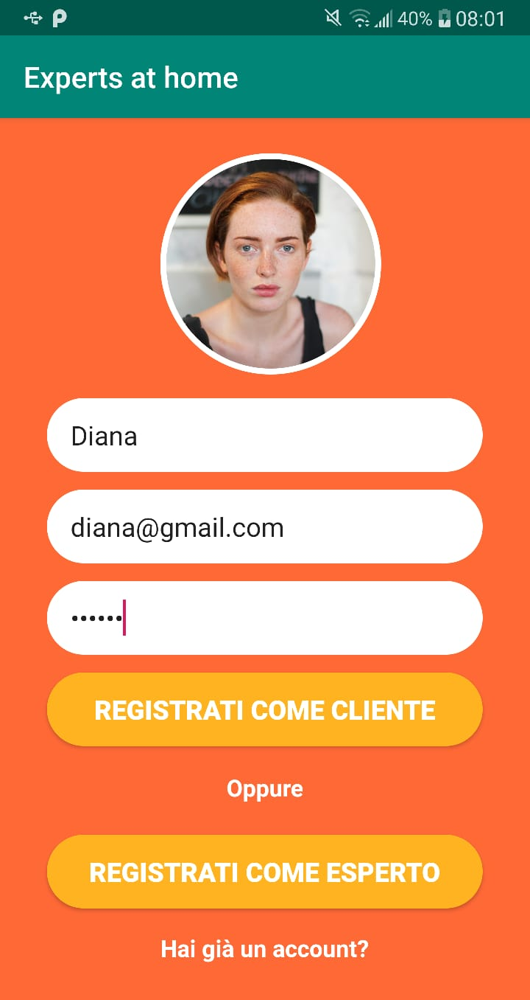 40% 08:01
Experts at home
Diana
diana@gmail.com
••••••
REGISTRATI COME CLIENTE
Oppure
REGISTRATI COME ESPERTO
Hai già un account?